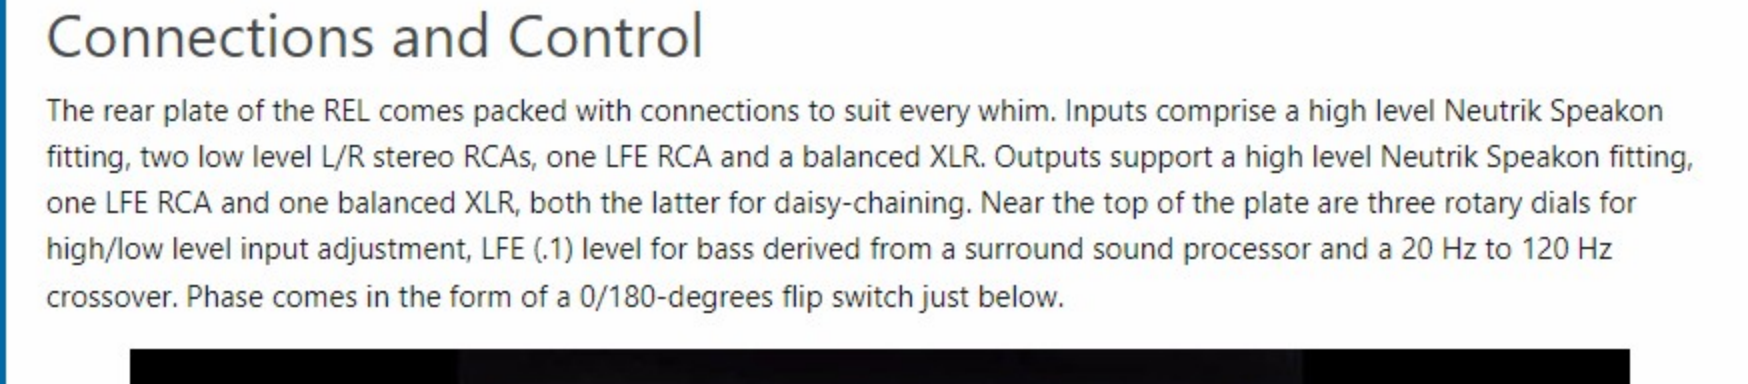 Connections and Control
The rear plate of the REL comes packed with connections to suit every whim. Inputs comprise a high level Neutrik Speakon
fitting, two low level L/R stereo RCAs, one LFE RCA and a balanced XLR. Outputs support a high level Neutrik Speakon fitting,
one LFE RCA and one balanced XLR, both the latter for daisy-chaining. Near the top of the plate are three rotary dials for
high/low level input adjustment, LFE (.1) level for bass derived from a surround sound processor and a 20 Hz to 120 Hz
crossover. Phase comes in the form of a 0/180-degrees flip switch just below.